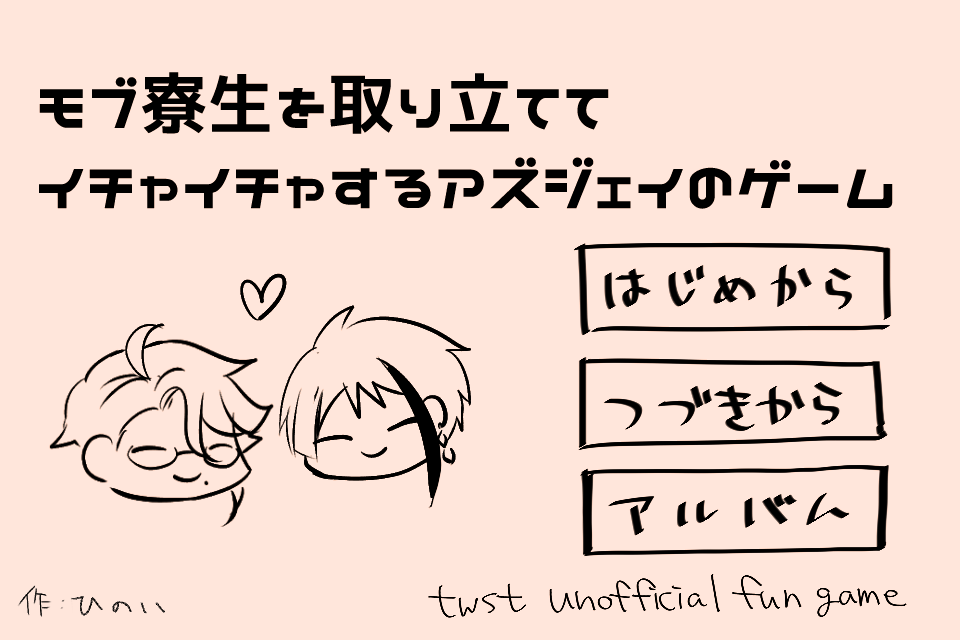 モブ寮生を取り立てて
イチャイチャするアズジェイのゲーム
はじめから
つづきから
アルバム
作:ひのい
twst unofficial fun game